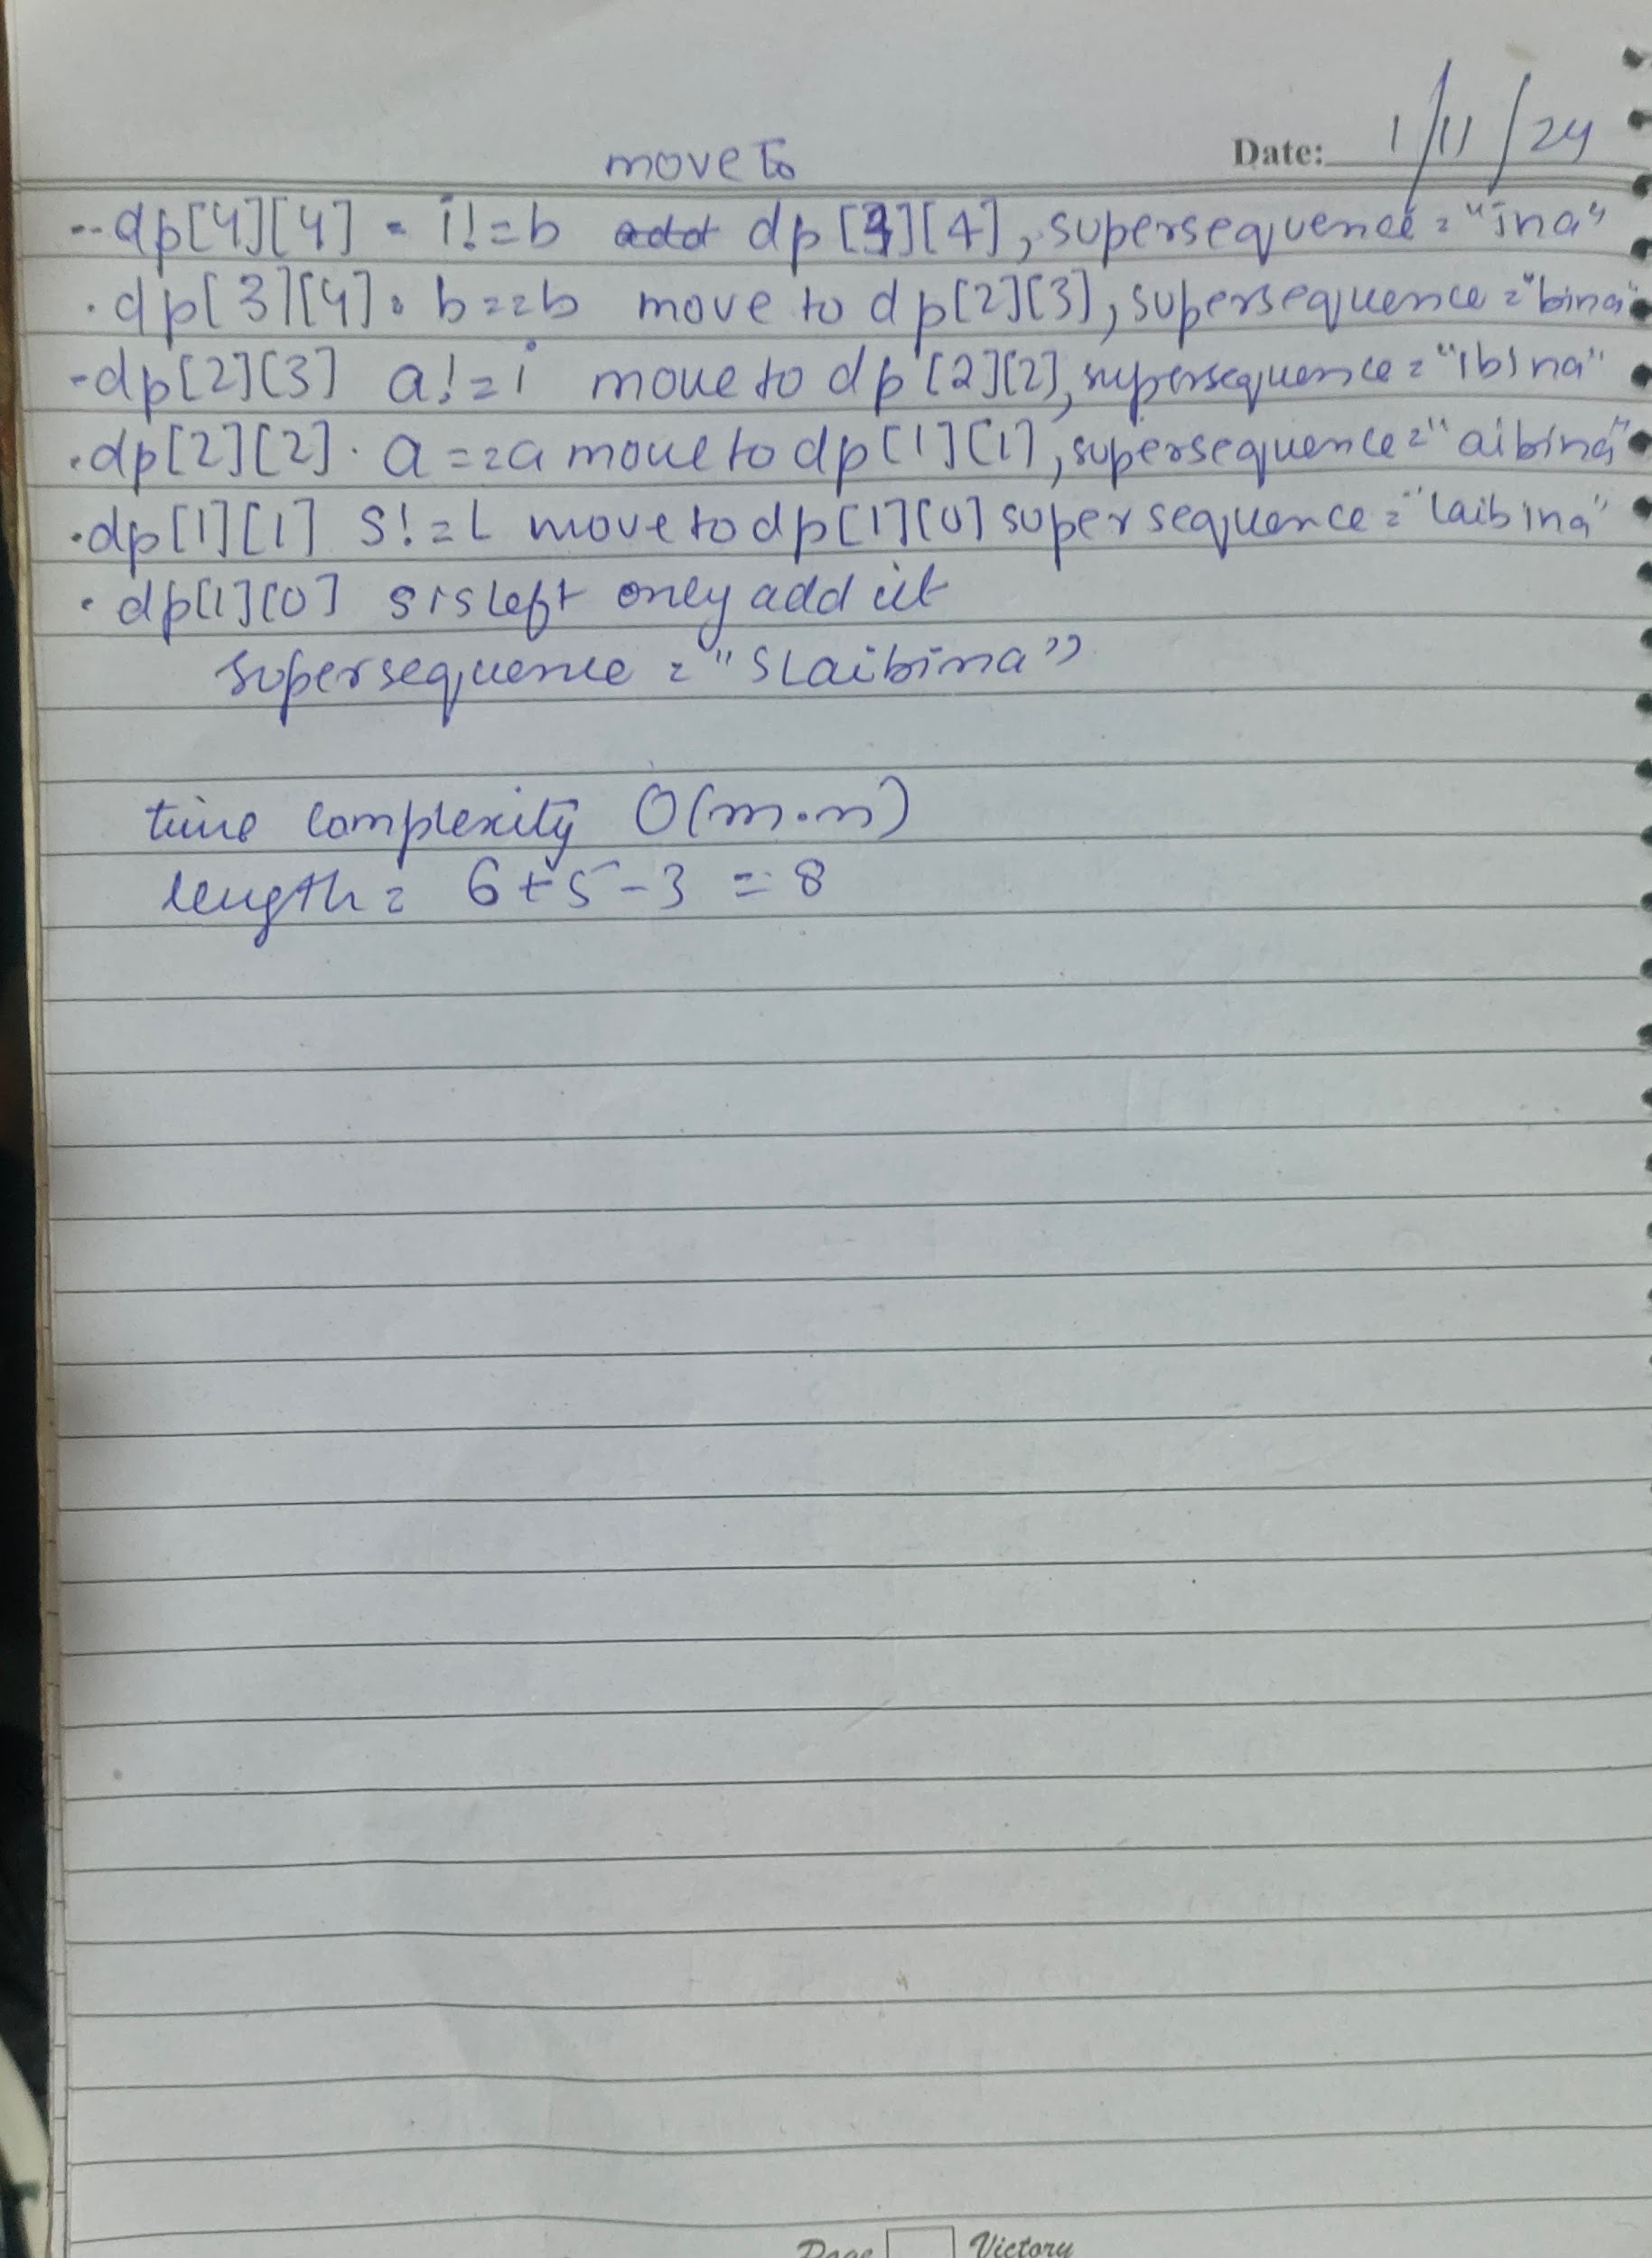 Date: 1/11/24
move to
-- dp[4][4] - i!=b dp[3][4], supersequence = "ina"
. dp[3][4] . b==b move to dp[2][3], supersequence = "bina"
- dp[2][3] a!=i move to dp[2][2], supersequence = "ibina"
. dp[2][2] . a==a move to dp[1][1], supersequence = "aibina"
. dp[1][1] S!=L move to dp[1][0] supersequence = "laibina"
. dp[1][0] s is left only add it
supersequence = "SLaibina"
time complexity O(m.n)
length = 6+5-3 = 8
Page Victory